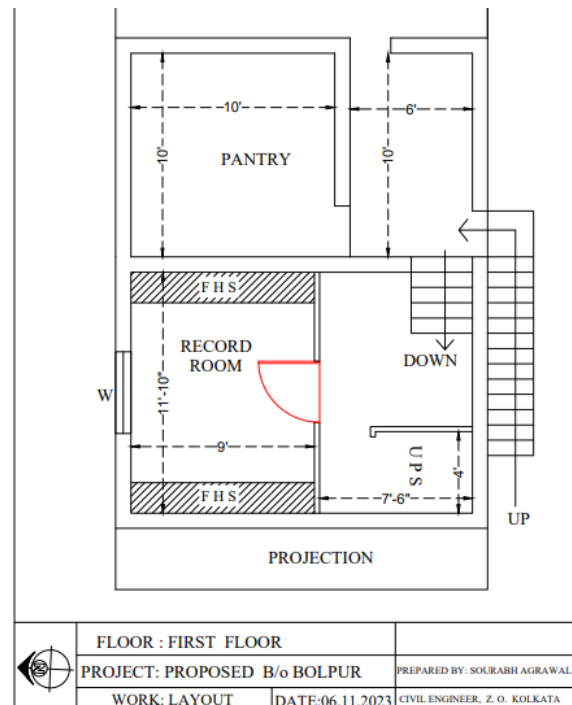 10'
6'
10'
10'
PANTRY
F H S
RECORD
ROOM
DOWN
W
11'-10"
9'
UPS
4'
F H S
7'-6"
UP
PROJECTION
FLOOR : FIRST FLOOR
PROJECT: PROPOSED B/o BOLPUR
PREPARED BY: SOURABH AGRAWAL
WORK: LAYOUT
DATE:06.11.2023
CIVIL ENGINEER, Z. O. KOLKATA